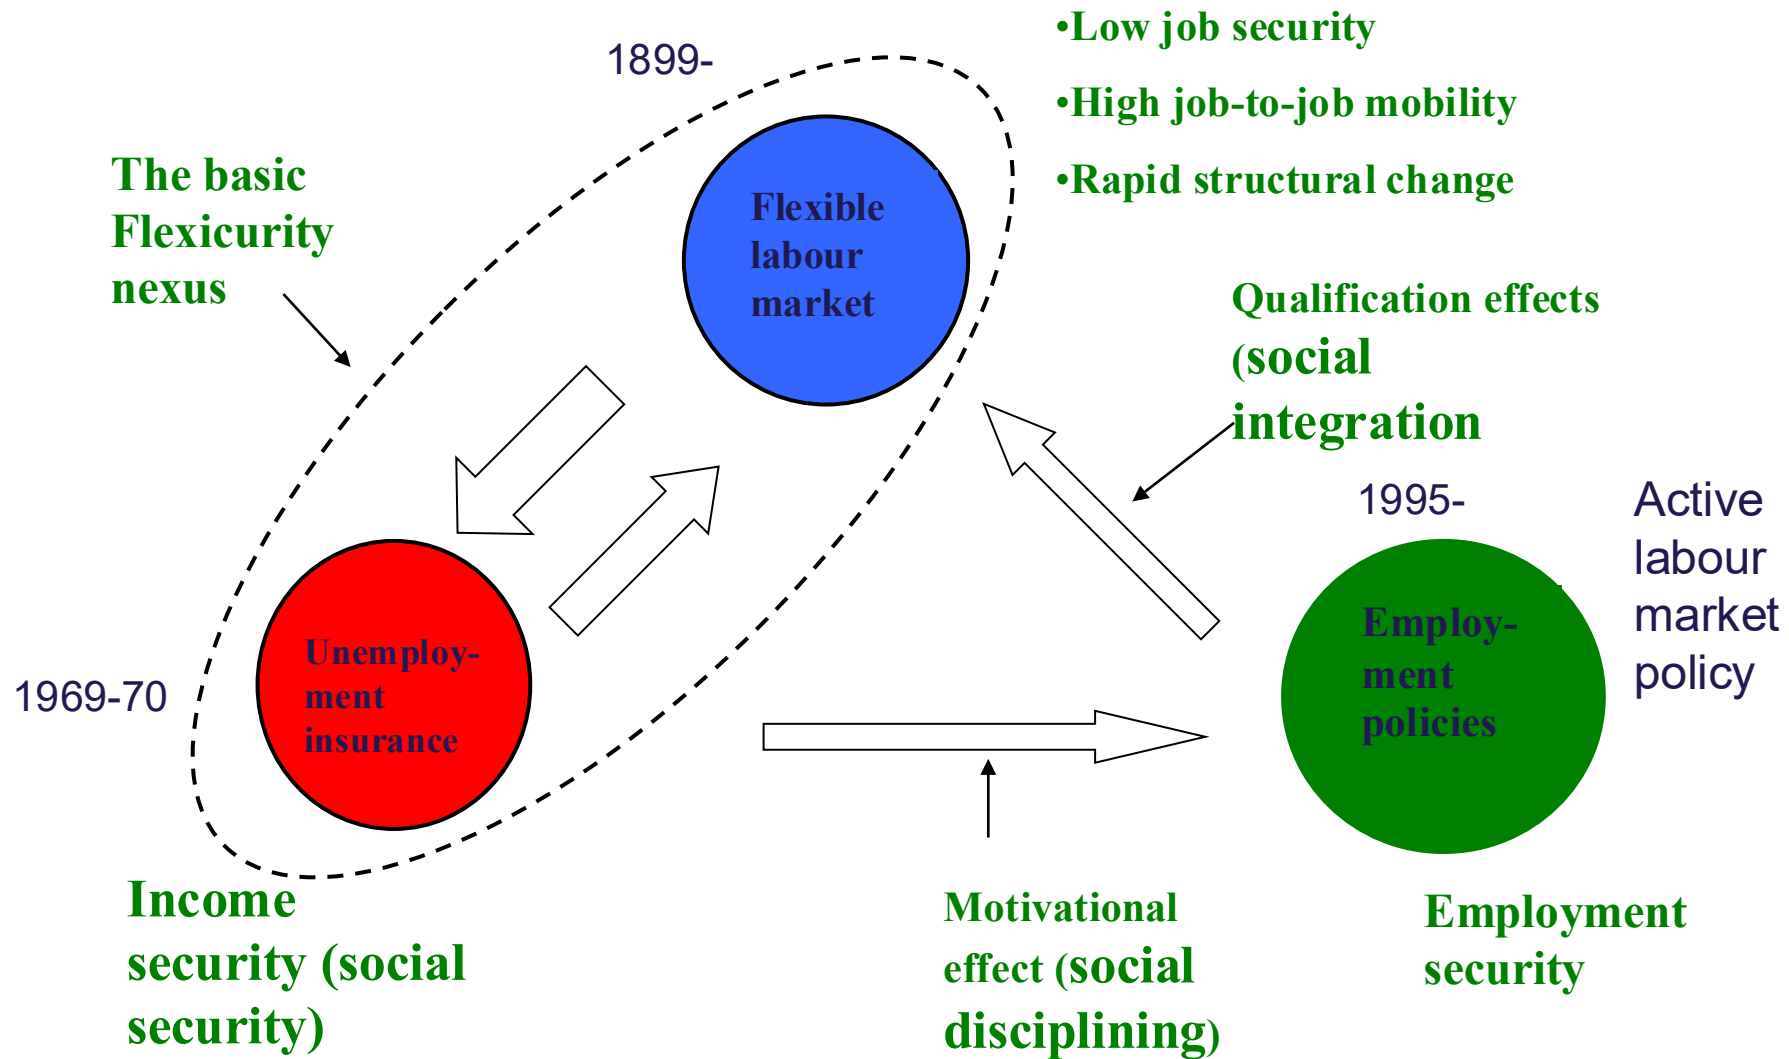 •Low job security
1899-
•High job-to-job mobility
The basic
Flexicurity
nexus
•Rapid structural change
Flexible
labour
market
Qualification effects
(social
integration
1995-
Active
labour
market
policy
Employ-
ment
policies
Unemploy-
ment
insurance
1969-70
Income
security (social
security)
Motivational
effect (social
disciplining)
Employment
security